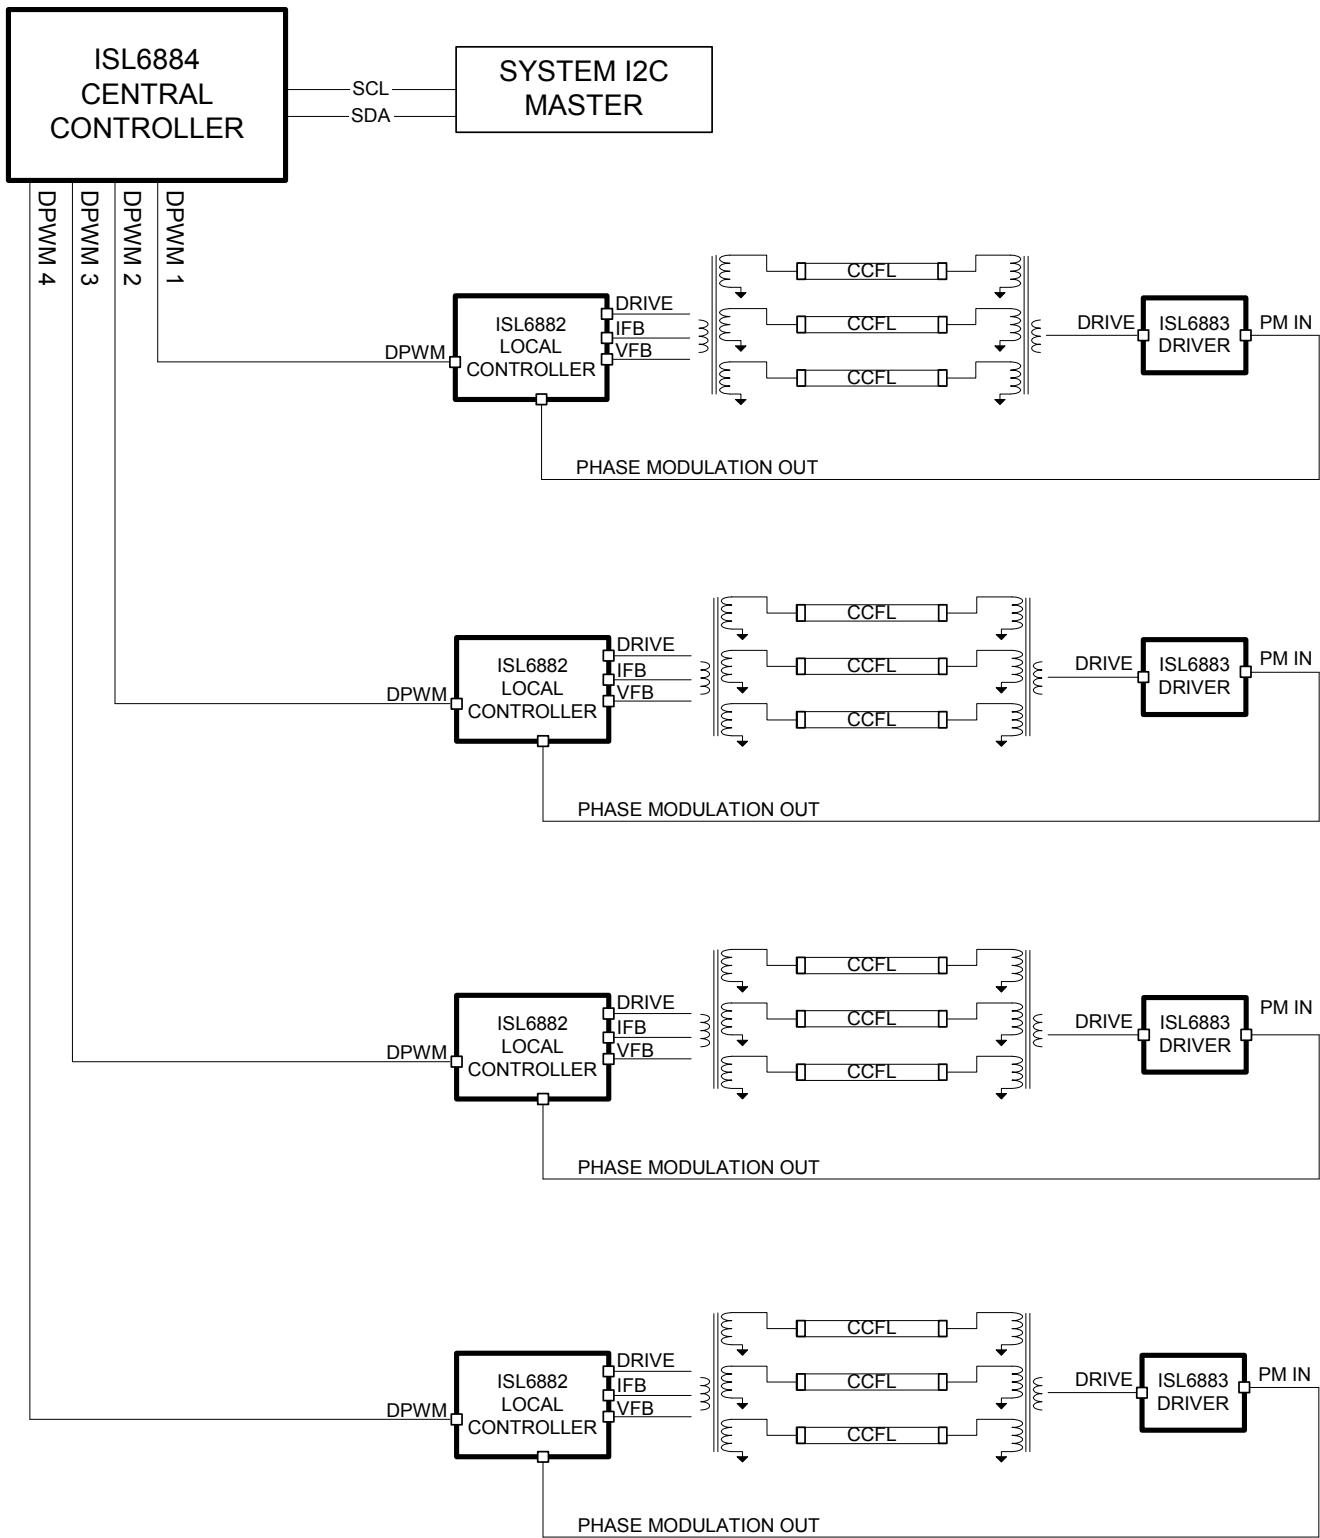 ISL6884
CENTRAL
CONTROLLER
SCL
SDA
SYSTEM I2C
MASTER
DPWM 4
DPWM 3
DPWM 2
DPWM 1
DPWM
ISL6882
LOCAL
CONTROLLER
DRIVE
IFB
VFB
CCFL
CCFL
CCFL
DRIVE
ISL6883
DRIVER
PM IN
PHASE MODULATION OUT
DPWM
ISL6882
LOCAL
CONTROLLER
DRIVE
IFB
VFB
CCFL
CCFL
CCFL
DRIVE
ISL6883
DRIVER
PM IN
PHASE MODULATION OUT
DPWM
ISL6882
LOCAL
CONTROLLER
DRIVE
IFB
VFB
CCFL
CCFL
CCFL
DRIVE
ISL6883
DRIVER
PM IN
PHASE MODULATION OUT
DPWM
ISL6882
LOCAL
CONTROLLER
DRIVE
IFB
VFB
CCFL
CCFL
CCFL
DRIVE
ISL6883
DRIVER
PM IN
PHASE MODULATION OUT